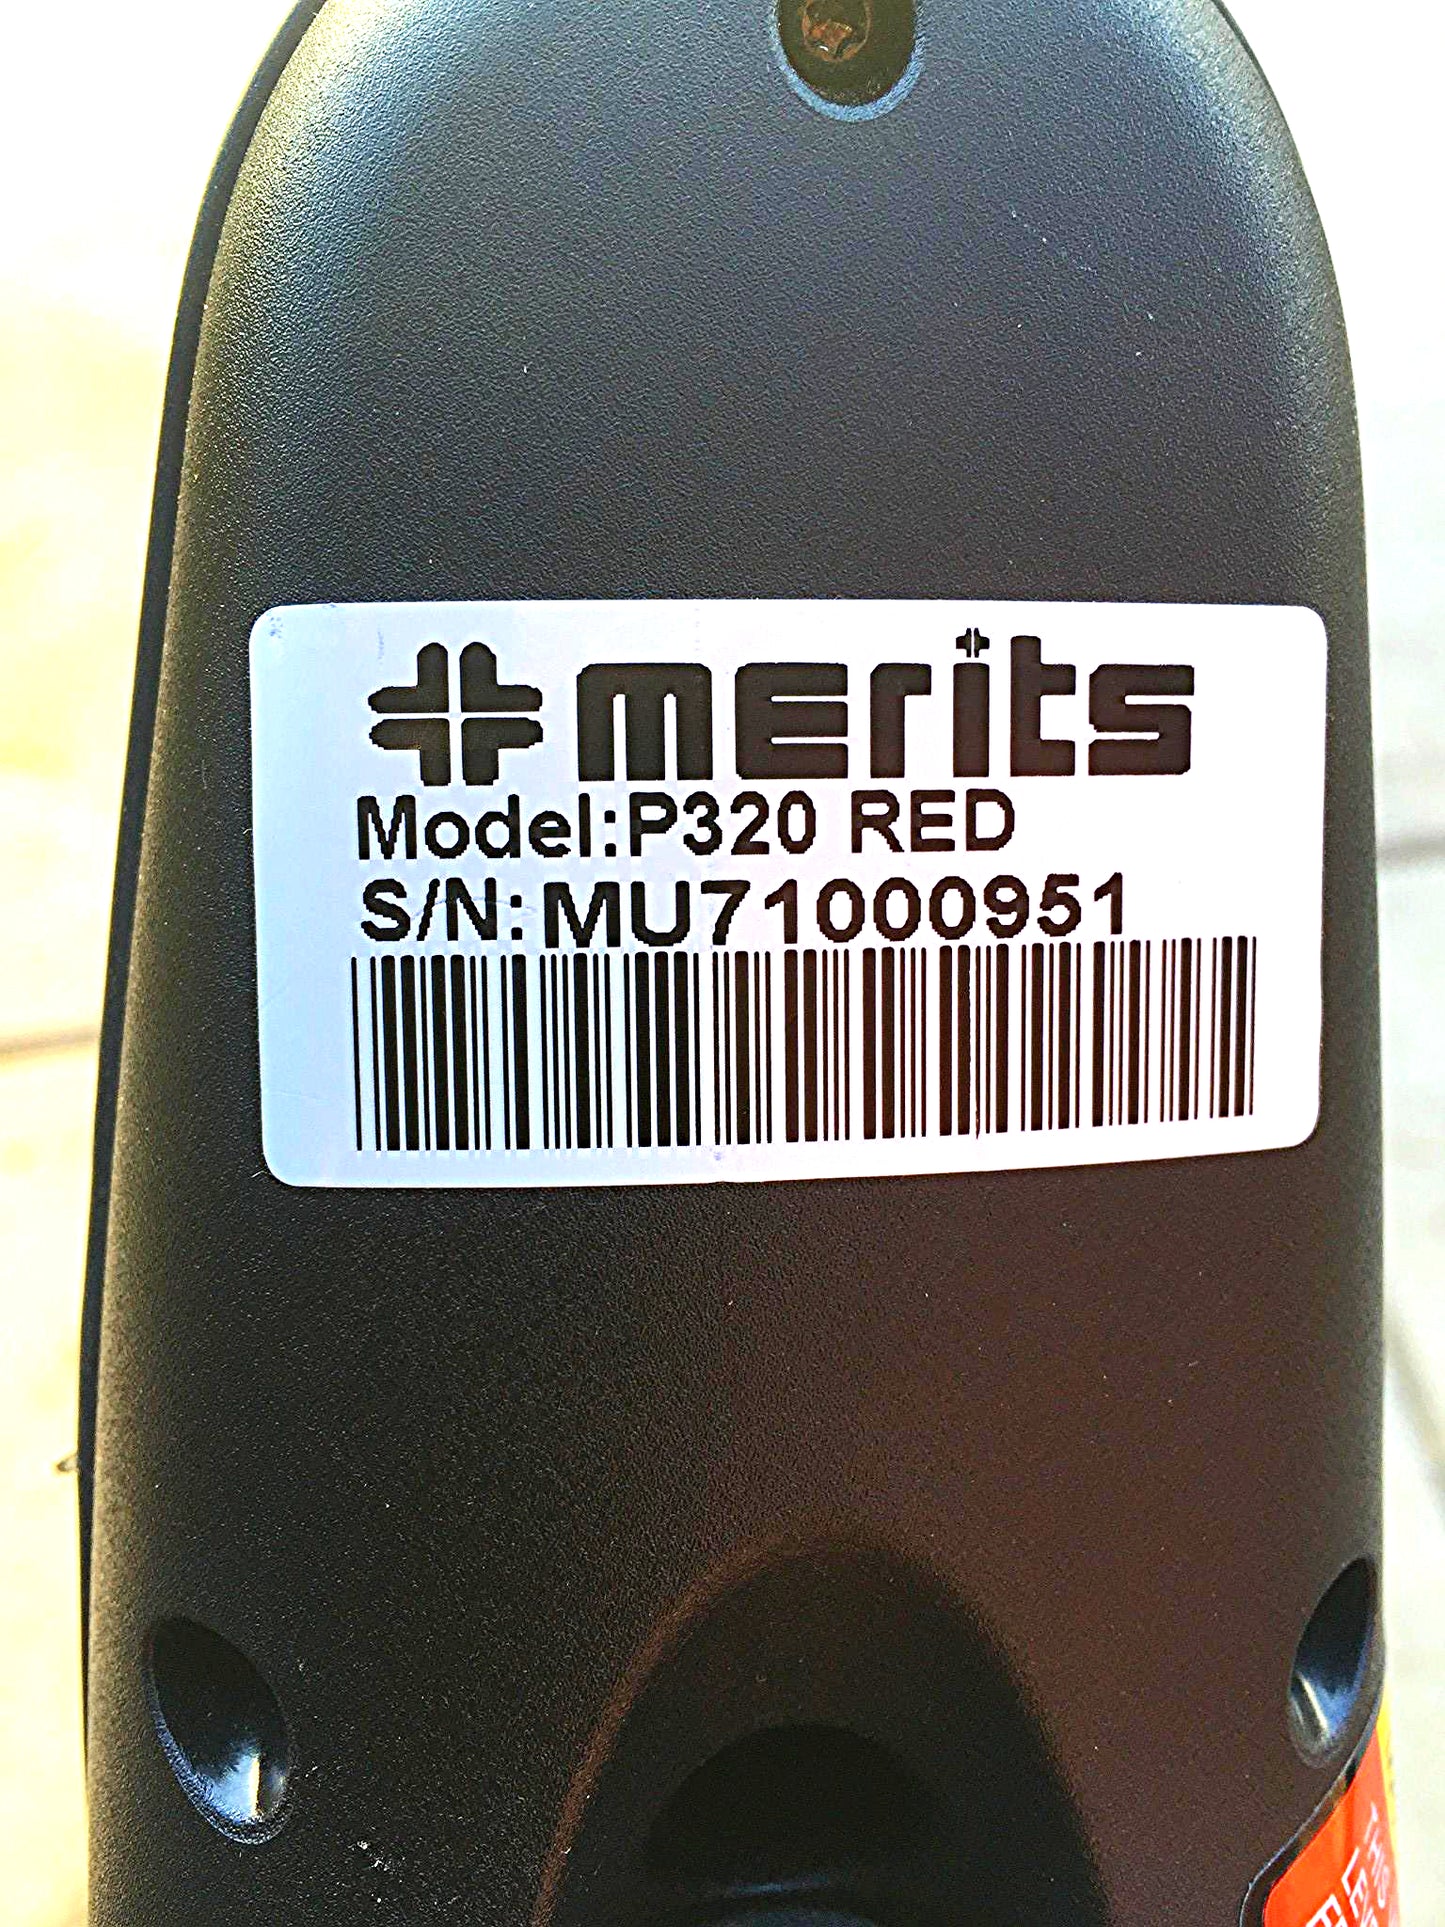 merits
Model:P320 RED
S/N:MU71000951